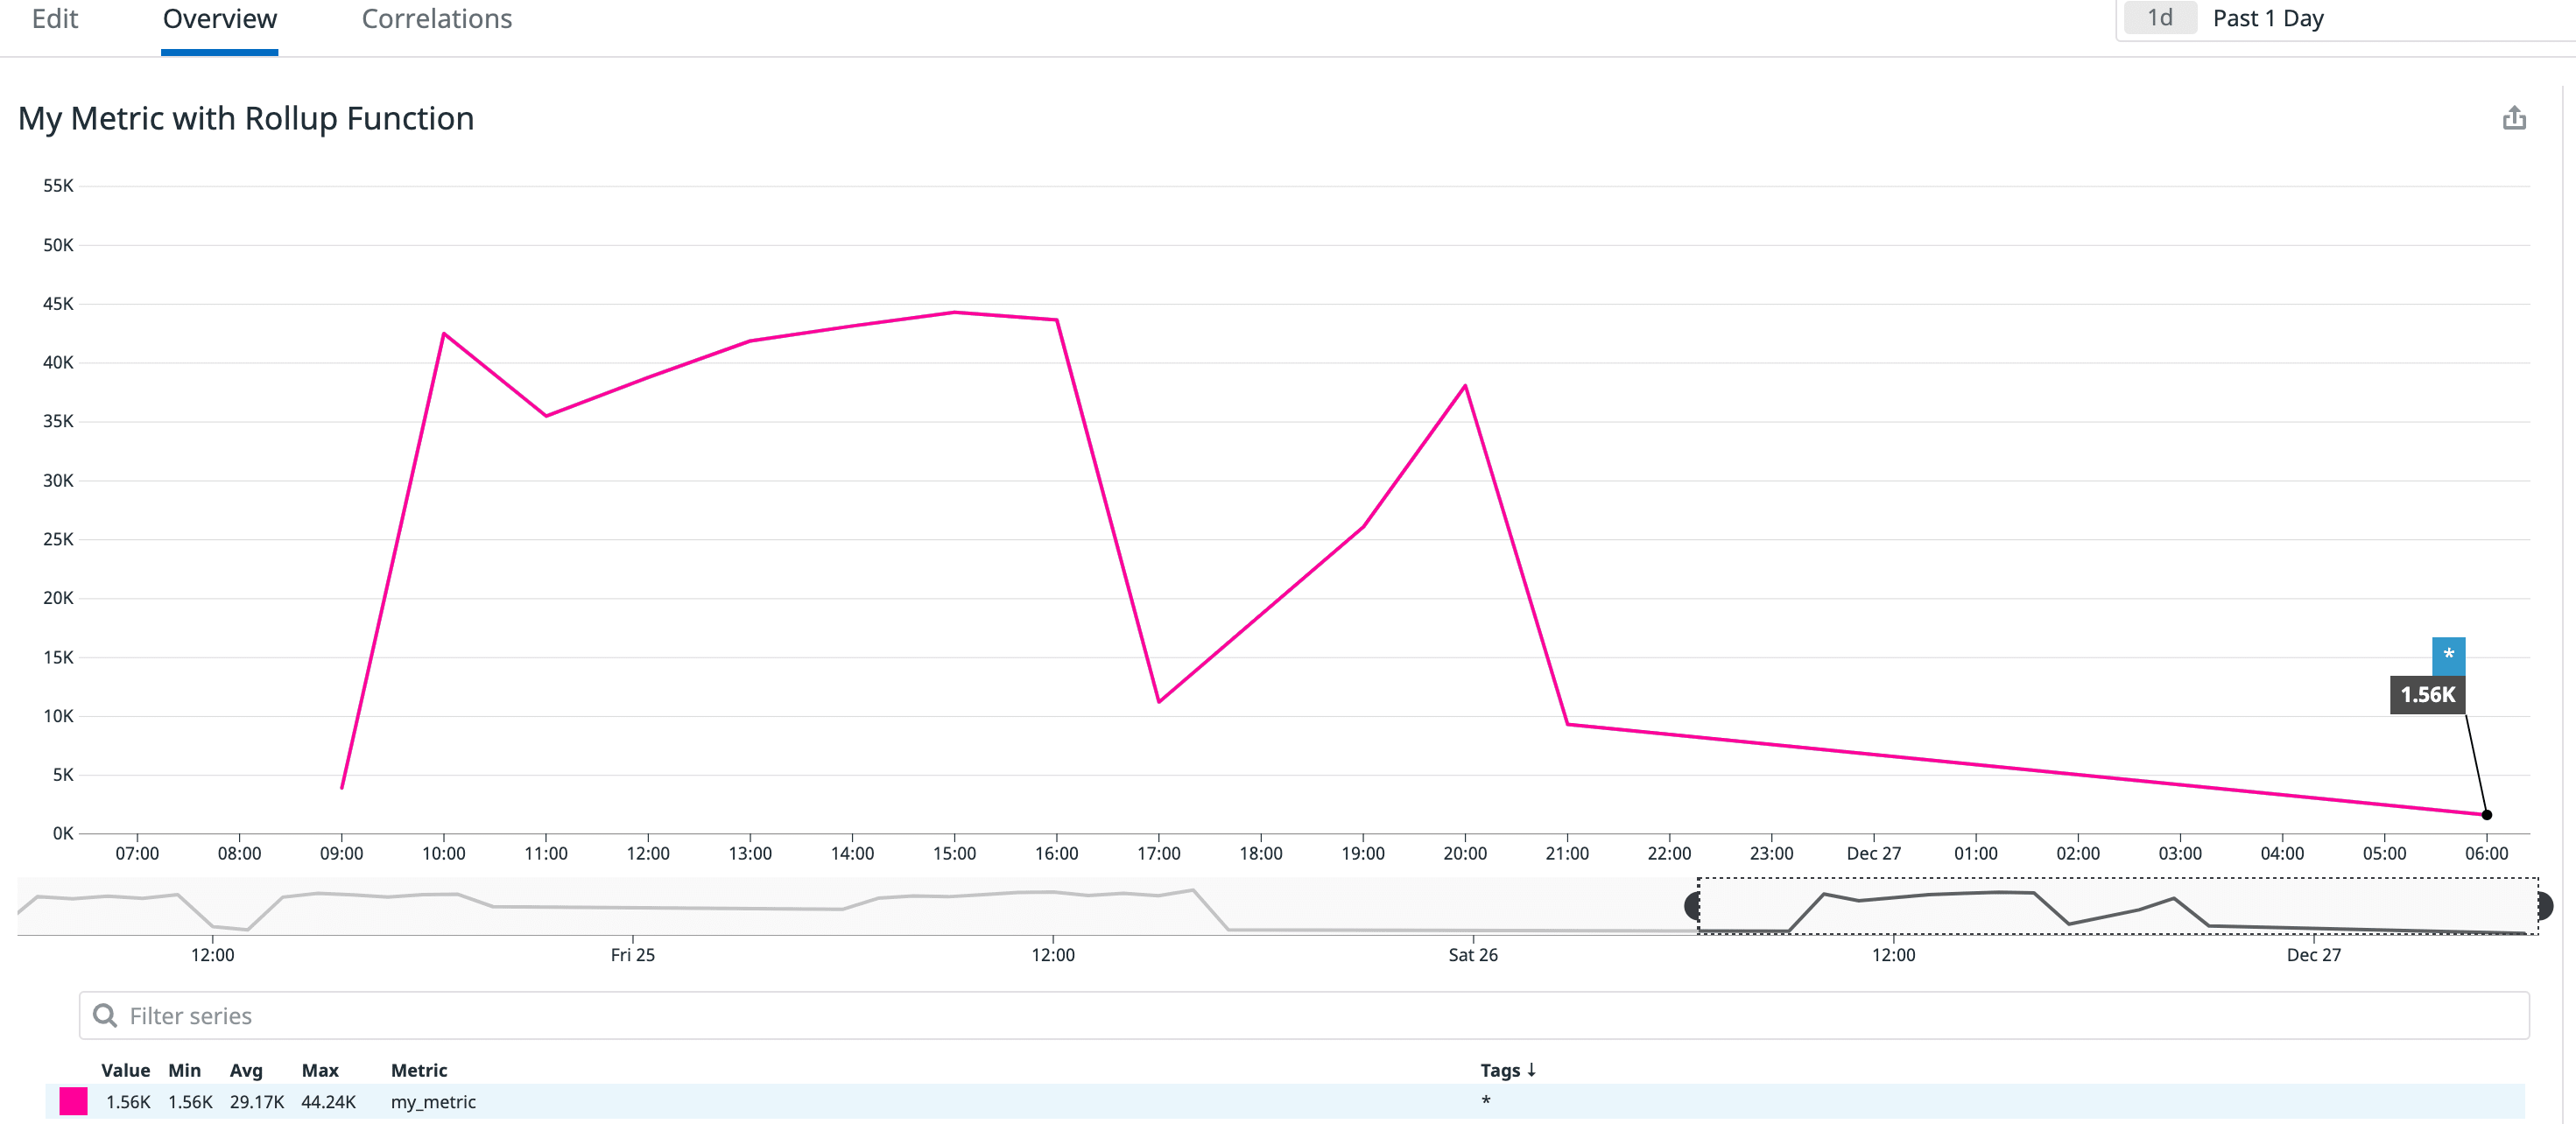 Edit Overview Correlations 1d Past 1 Day
My Metric with Rollup Function
55K
50K
45K
40K
35K
30K
25K
20K
15K
*
1.56K
10K
5K
0K
07:00 08:00 09:00 10:00 11:00 12:00 13:00 14:00 15:00 16:00 17:00 18:00 19:00 20:00 21:00 22:00 23:00 Dec 27 01:00 02:00 03:00 04:00 05:00 06:00
12:00 Fri 25 12:00 Sat 26 12:00 Dec 27
Filter series
Value Min Avg Max Metric Tags ↓
1.56K 1.56K 29.17K 44.24K my_metric *